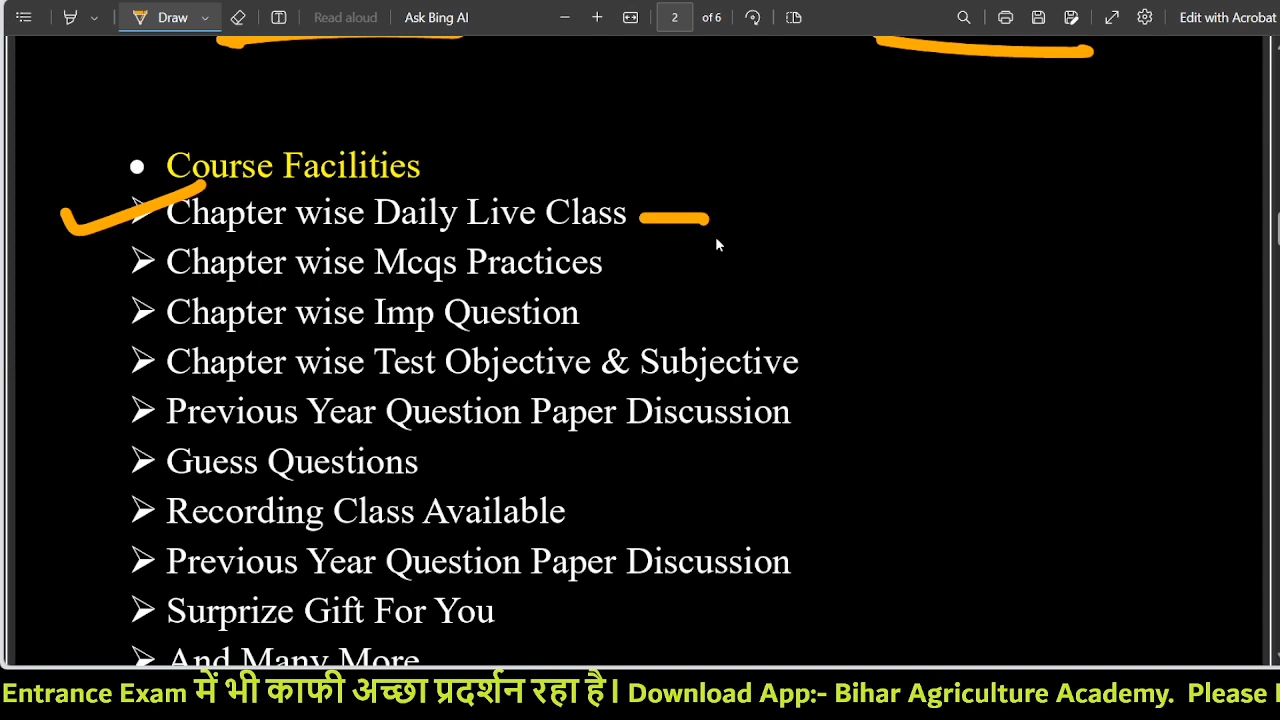 Draw
Read aloud
Ask Bing AI
2 of 6
Edit with Acrobat
Course Facilities
Chapter wise Daily Live Class
Chapter wise Mcqs Practices
Chapter wise Imp Question
Chapter wise Test Objective & Subjective
Previous Year Question Paper Discussion
Guess Questions
Recording Class Available
Previous Year Question Paper Discussion
Surprize Gift For You
And Many More
Entrance Exam में भी काफी अच्छा प्रदर्शन रहा है। Download App:- Bihar Agriculture Academy. Please